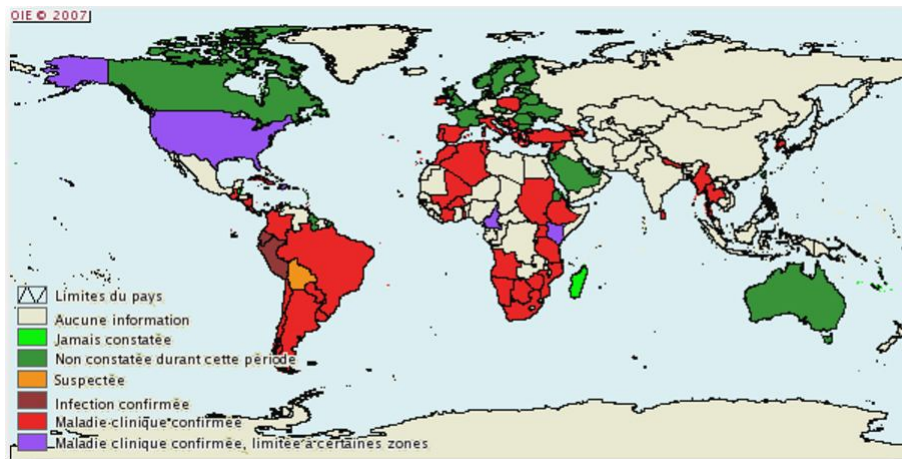 OIE © 2007
Limites du pays
Aucune information
Jamais constatée
Non constatée durant cette période
Suspectée
Infection confirmée
Maladie clinique confirmée
Maladie clinique confirmée, limitée à certaines zones